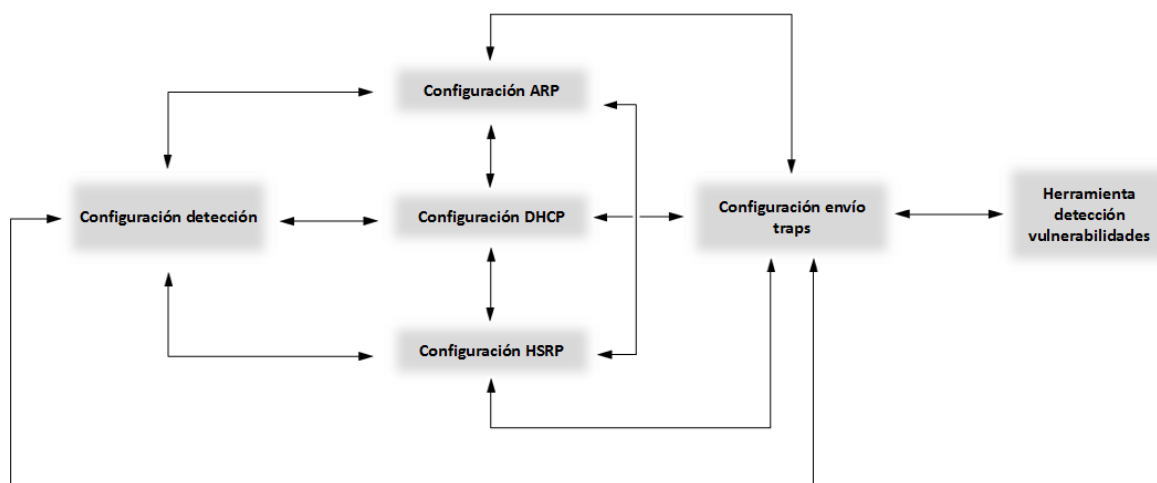 Configuración ARP
Configuración detección
Configuración DHCP
Configuración envío
traps
Herramienta
detección
vulnerabilidades
Configuración HSRP